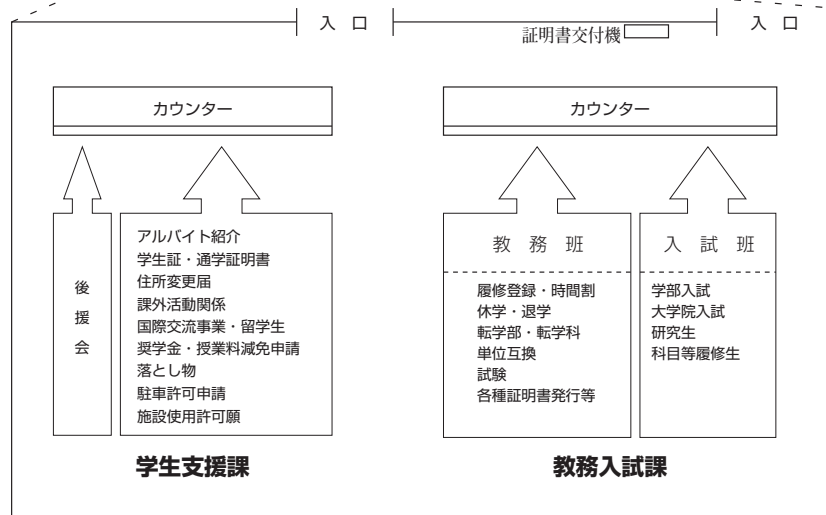 入 口
証明書交付機
入 口
カウンター
カウンター
後援会
アルバイト紹介
学生証・通学証明書
住所変更届
課外活動関係
国際交流事業・留学生
奨学金・授業料減免申請
落とし物
駐車許可申請
施設使用許可願
教 務 班
履修登録・時間割
休学・退学
転学部・転学科
単位互換
試験
各種証明書発行等
入 試 班
学部入試
大学院入試
研究生
科目等履修生
学生支援課
教務入試課